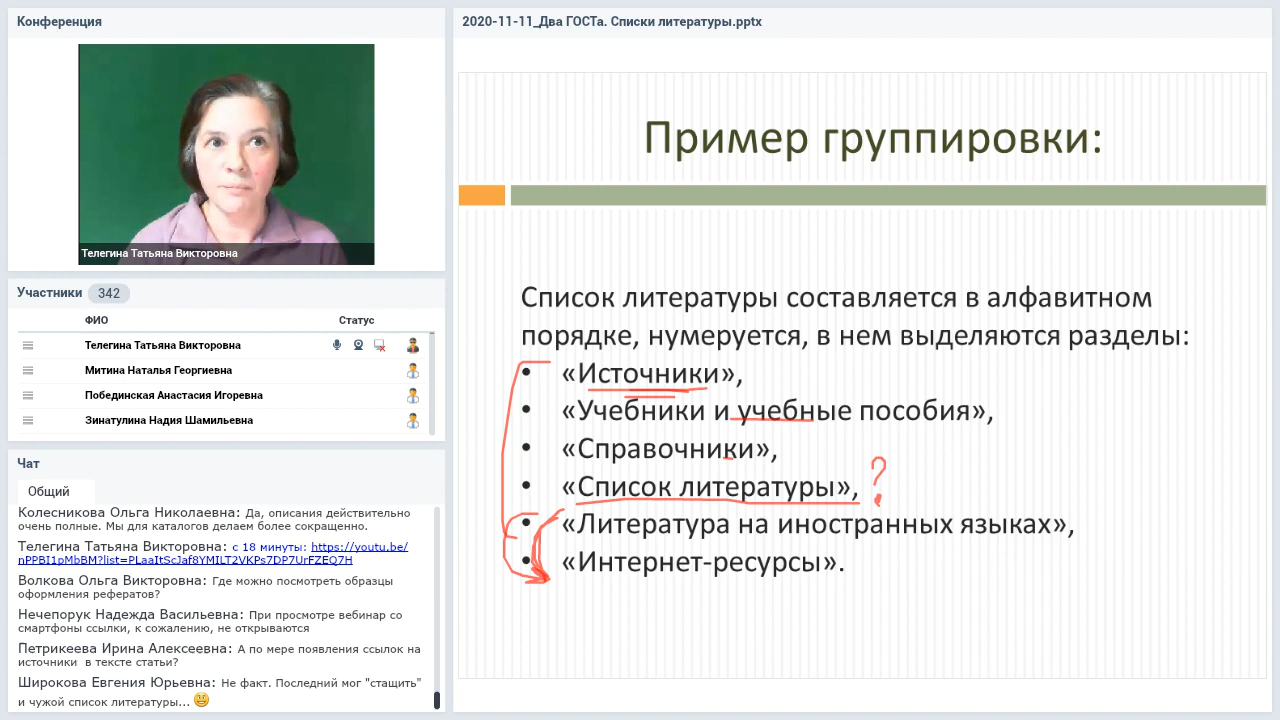 Конференция
Телегина Татьяна Викторовна
Участники 342
ФИО Статус
Телегина Татьяна Викторовна
Митина Наталья Георгиевна
Побединская Анастасия Игоревна
Зинатулина Надия Шамильевна
Чат
Общий
Колесникова Ольга Николаевна: Да, описания действительно
очень полные. Мы для каталогов делаем более сокращенно.
Телегина Татьяна Викторовна: с 18 минуты: https://youtu.be/
nPPBI1pMbBM?list=PLaaItScJaf8YMILT2VKPs7DP7UrFZEQ7H
Волкова Ольга Викторовна: Где можно посмотреть образцы
оформления рефератов?
Нечепорук Надежда Васильевна: При просмотре вебинар со
смартфоны ссылки, к сожалению, не открываются
Петрикеева Ирина Алексеевна: А по мере появления ссылок на
источники в тексте статьи?
Широкова Евгения Юрьевна: Не факт. Последний мог "стащить"
и чужой список литературы...
2020-11-11_Два ГОСТа. Списки литературы.pptx
Пример группировки:
Список литературы составляется в алфавитном
порядке, нумеруется, в нем выделяются разделы:
• «Источники»,
• «Учебники и учебные пособия»,
• «Справочники»,
• «Список литературы», ?
• «Литература на иностранных языках»,
• «Интернет-ресурсы».